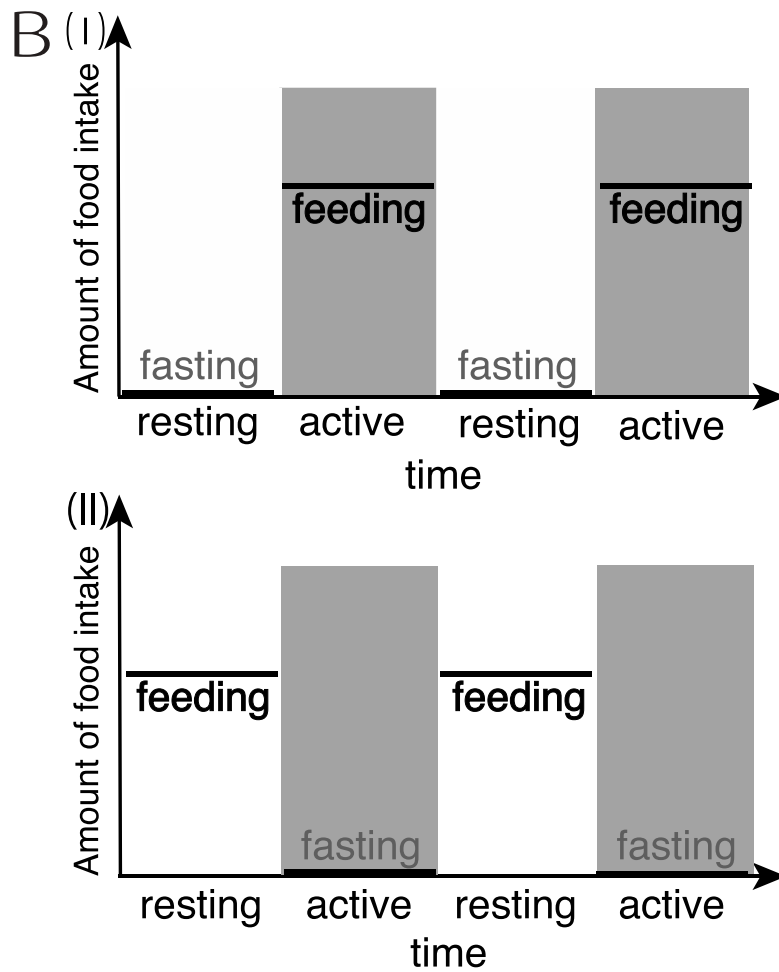 B (I)
Amount of food intake
feeding feeding
fasting fasting
resting active resting active
time
(II)
Amount of food intake
feeding feeding
fasting fasting
resting active resting active
time